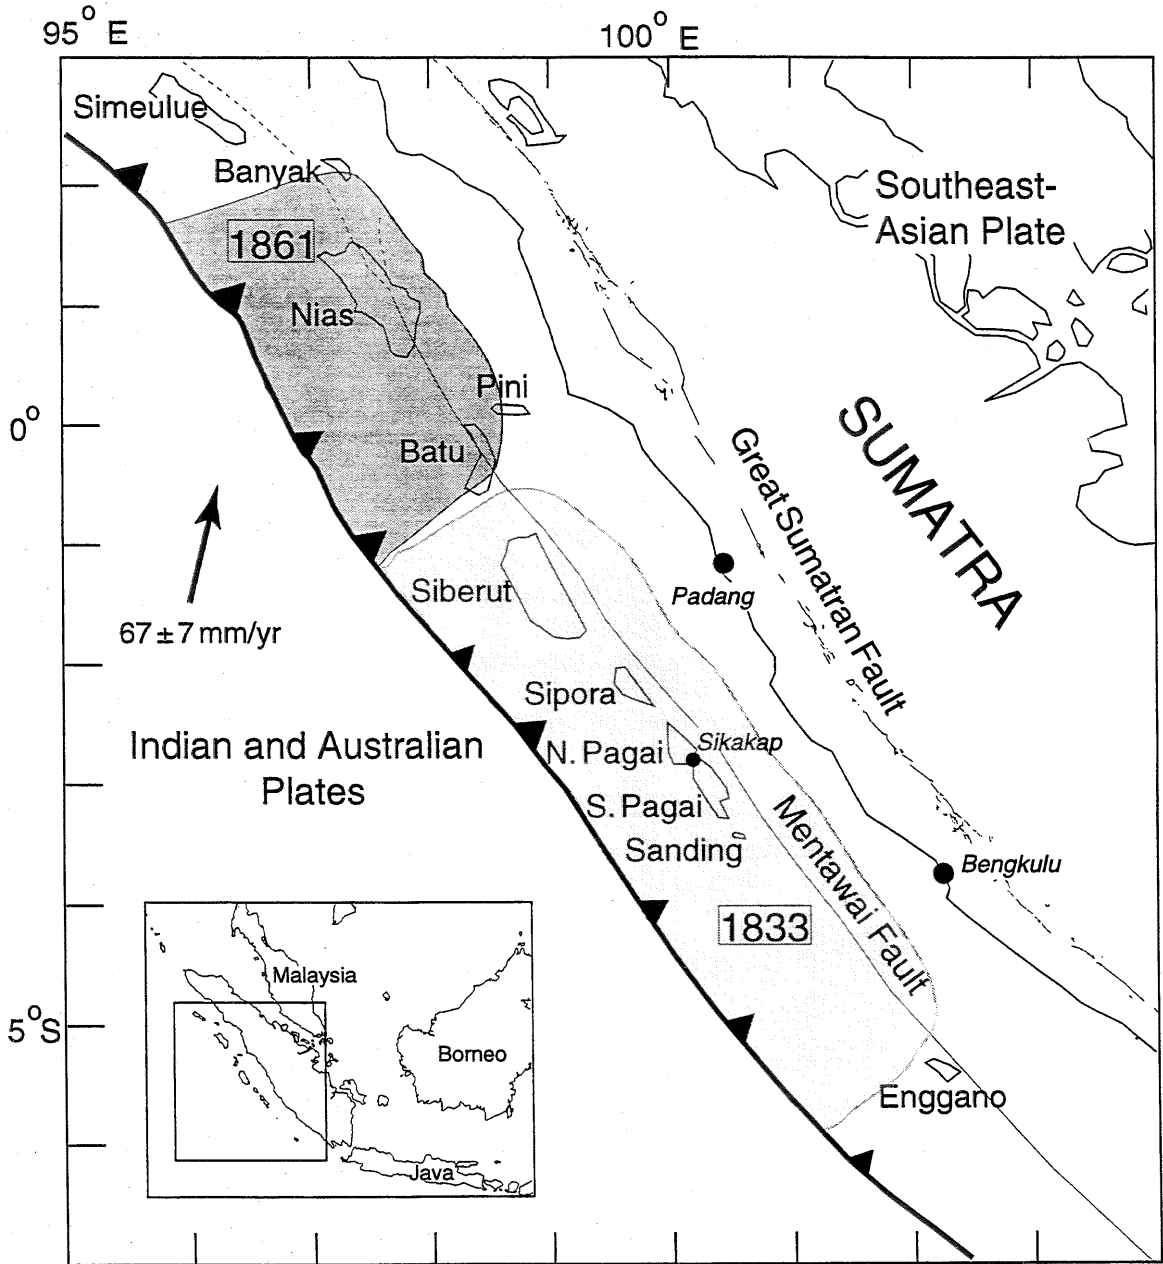 95° E
100° E
Simeulue
Banyak
Southeast-
Asian Plate
1861
Nias
Pini
0°
Batu
SUMATRA
Great Sumatran Fault
Padang
Siberut
67 ± 7 mm/yr
Sipora
Indian and Australian
Plates
N. Pagai
Sikakap
S. Pagai
Sanding
Mentawai Fault
Bengkulu
1833
Malaysia
5°S
Borneo
Enggano
Java